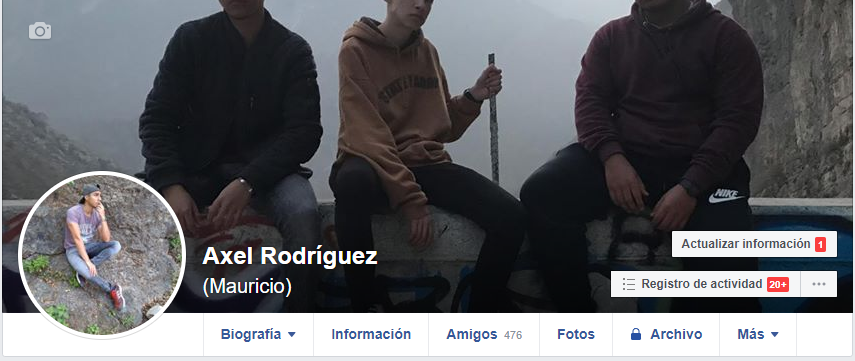 NIKE
Axel Rodríguez
(Mauricio)
Actualizar información 1
Registro de actividad 20+
Biografía
Información
Amigos 476
Fotos
Archivo
Más